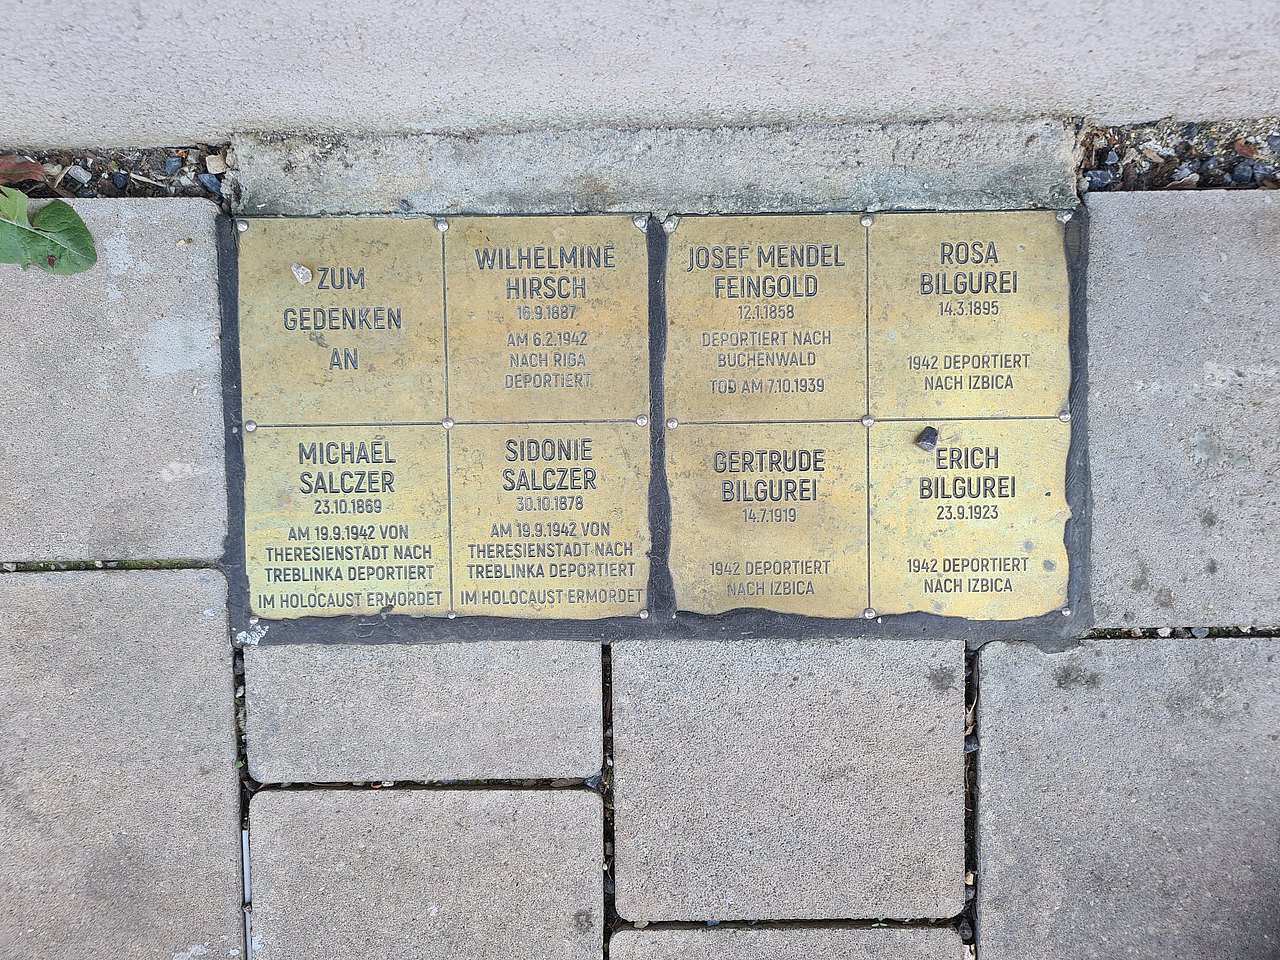 ZUM
GEDENKEN
AN
WILHELMINE
HIRSCH
16.9.1887
AM 6.2.1942
NACH RIGA
DEPORTIERT
JOSEF MENDEL
FEINGOLD
12.1.1858
DEPORTIERT NACH
BUCHENWALD
TOD AM 7.10.1939
ROSA
BILGUREI
14.3.1895
1942 DEPORTIERT
NACH IZBICA
MICHAËL
SALCZER
23.10.1869
AM 19.9.1942 VON
THERESIENSTADT NACH
TREBLINKA DEPORTIERT
IM HOLOCAUST ERMORDET
SIDONIE
SALCZER
30.10.1878
AM 19.9.1942 VON
THERESIENSTADT NACH
TREBLINKA DEPORTIERT
IM HOLOCAUST ERMORDET
GERTRUDE
BILGUREI
14.7.1919
1942 DEPORTIERT
NACH IZBICA
ERICH
BILGUREI
23.9.1923
1942 DEPORTIERT
NACH IZBICA